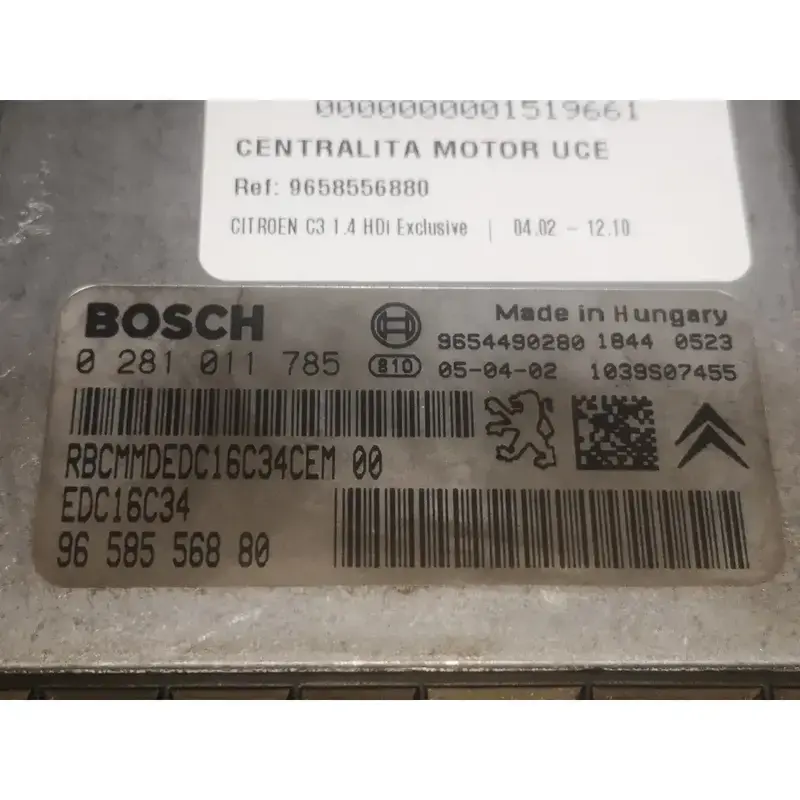 0000000001519661
CENTRALITA MOTOR UCE
Ref: 9658556880
CITROEN C3 1.4 HDi Exclusive | 04.02 - 12.10
BOSCH
Made in Hungary
9654490280 1844 0523
0 281 011 785 810 05-04-02 1039S07455
RBCMMDEDC16C34CEM 00
EDC16C34
96 585 568 80